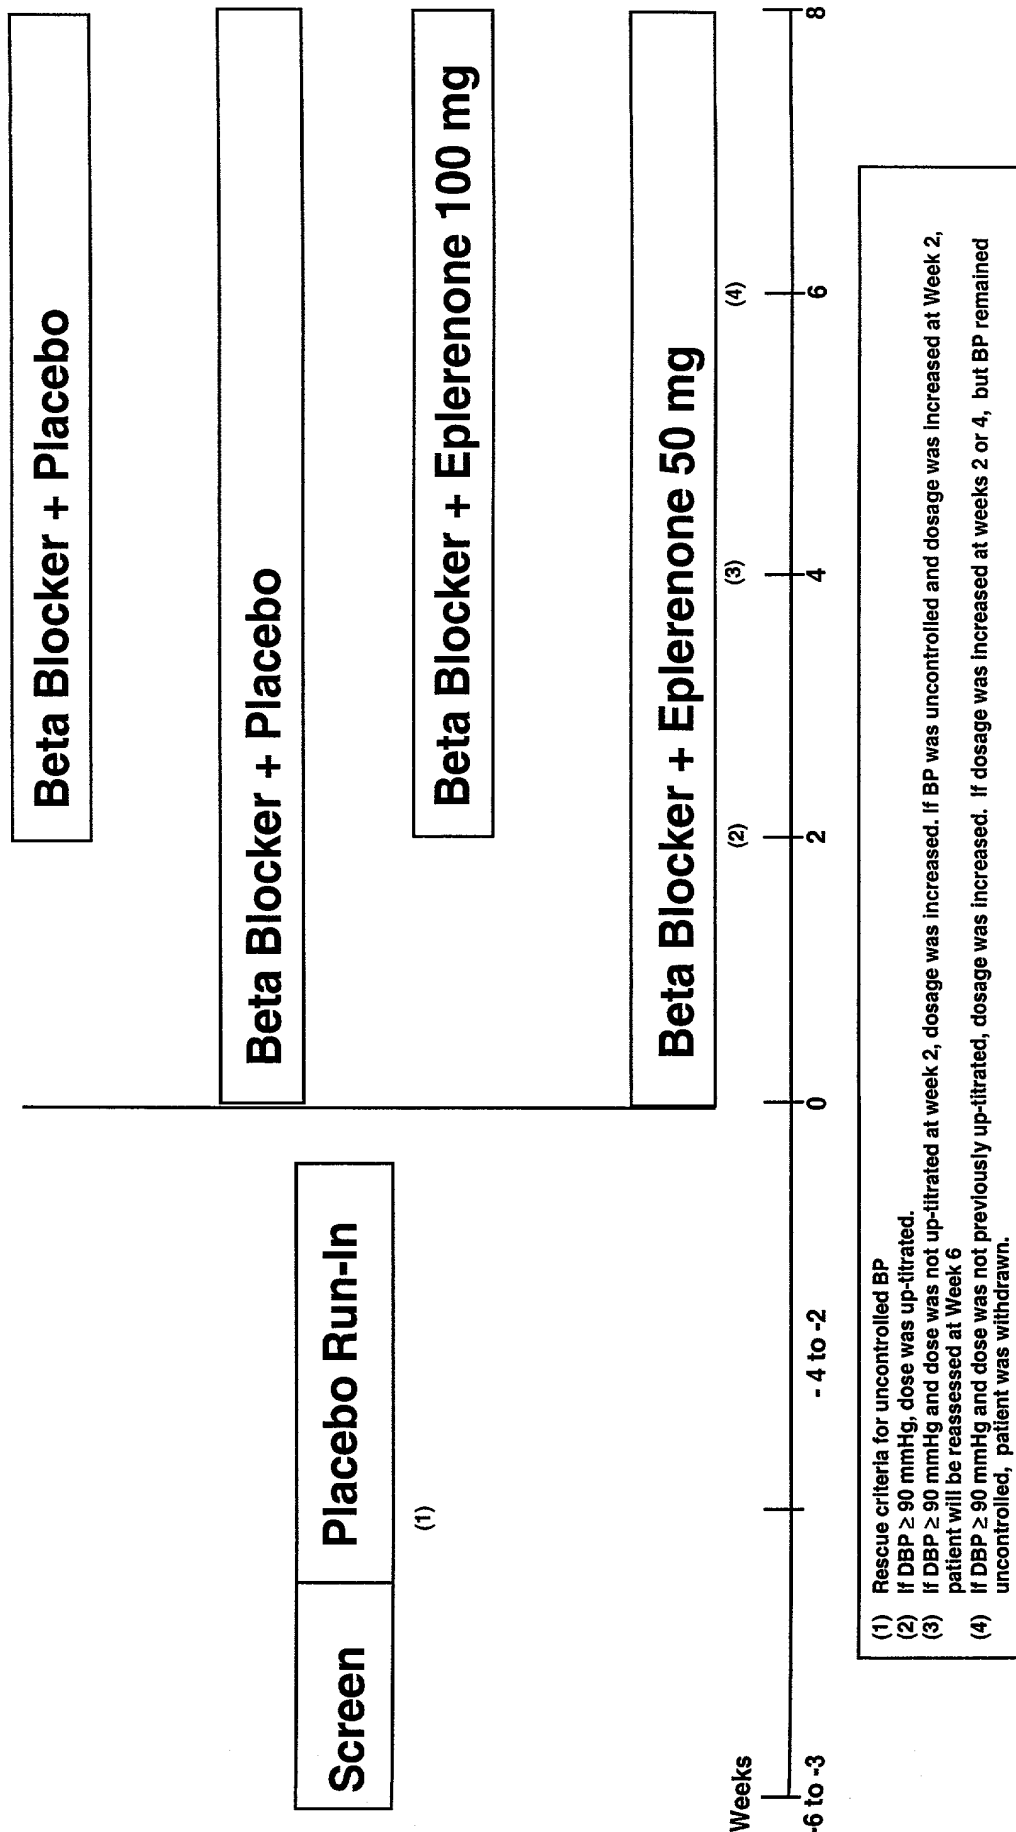 Beta Blocker + Placebo
Beta Blocker + Placebo
Screen
Placebo Run-In
(1)
Beta Blocker + Eplerenone 100 mg
Beta Blocker + Eplerenone 50 mg
(2)
(3)
(4)
Weeks
-6 to -3
- 4 to -2
0
2
4
6
8
(1) Rescue criteria for uncontrolled BP
(2) If DBP ≥ 90 mmHg, dose was up-titrated.
(3) If DBP ≥ 90 mmHg and dose was not up-titrated at week 2, dosage was increased. If BP was uncontrolled and dosage was increased at Week 2,
patient will be reassessed at Week 6
(4) If DBP ≥ 90 mmHg and dose was not previously up-titrated, dosage was increased. If dosage was increased at weeks 2 or 4, but BP remained
uncontrolled, patient was withdrawn.